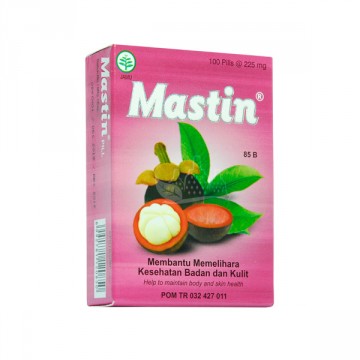 JAMU
100 Pills @ 225 mg
Mastin®
85 B
Membantu Memelihara
Kesehatan Badan dan Kulit
Help to maintain body and skin health
POM TR 032 427 011
Mastin®
PILL